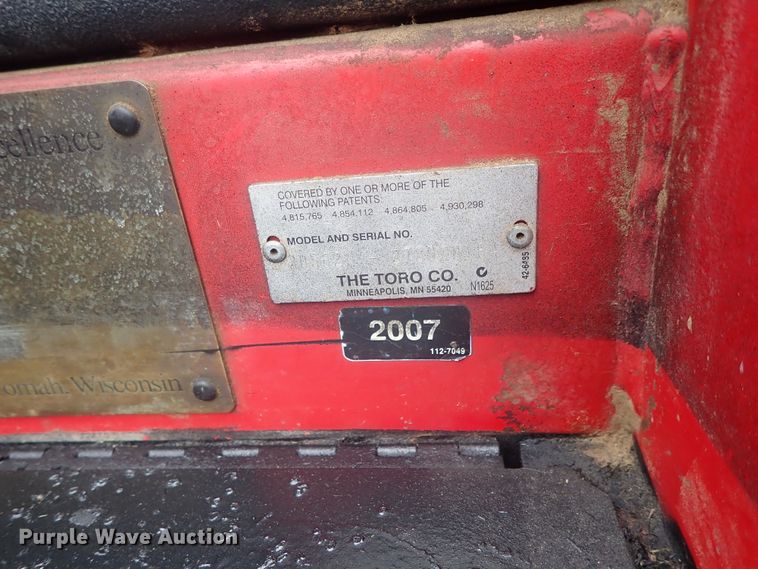 cellence
COVERED BY ONE OR MORE OF THE
FOLLOWING PATENTS:
4,815,765 4,854,112 4,864,805 4,930,298
MODEL AND SERIAL NO.
THE TORO CO.
MINNEAPOLIS, MN 55420
N1625
42-6485
2007
112-7049
omah, Wisconsin
Purple Wave Auction